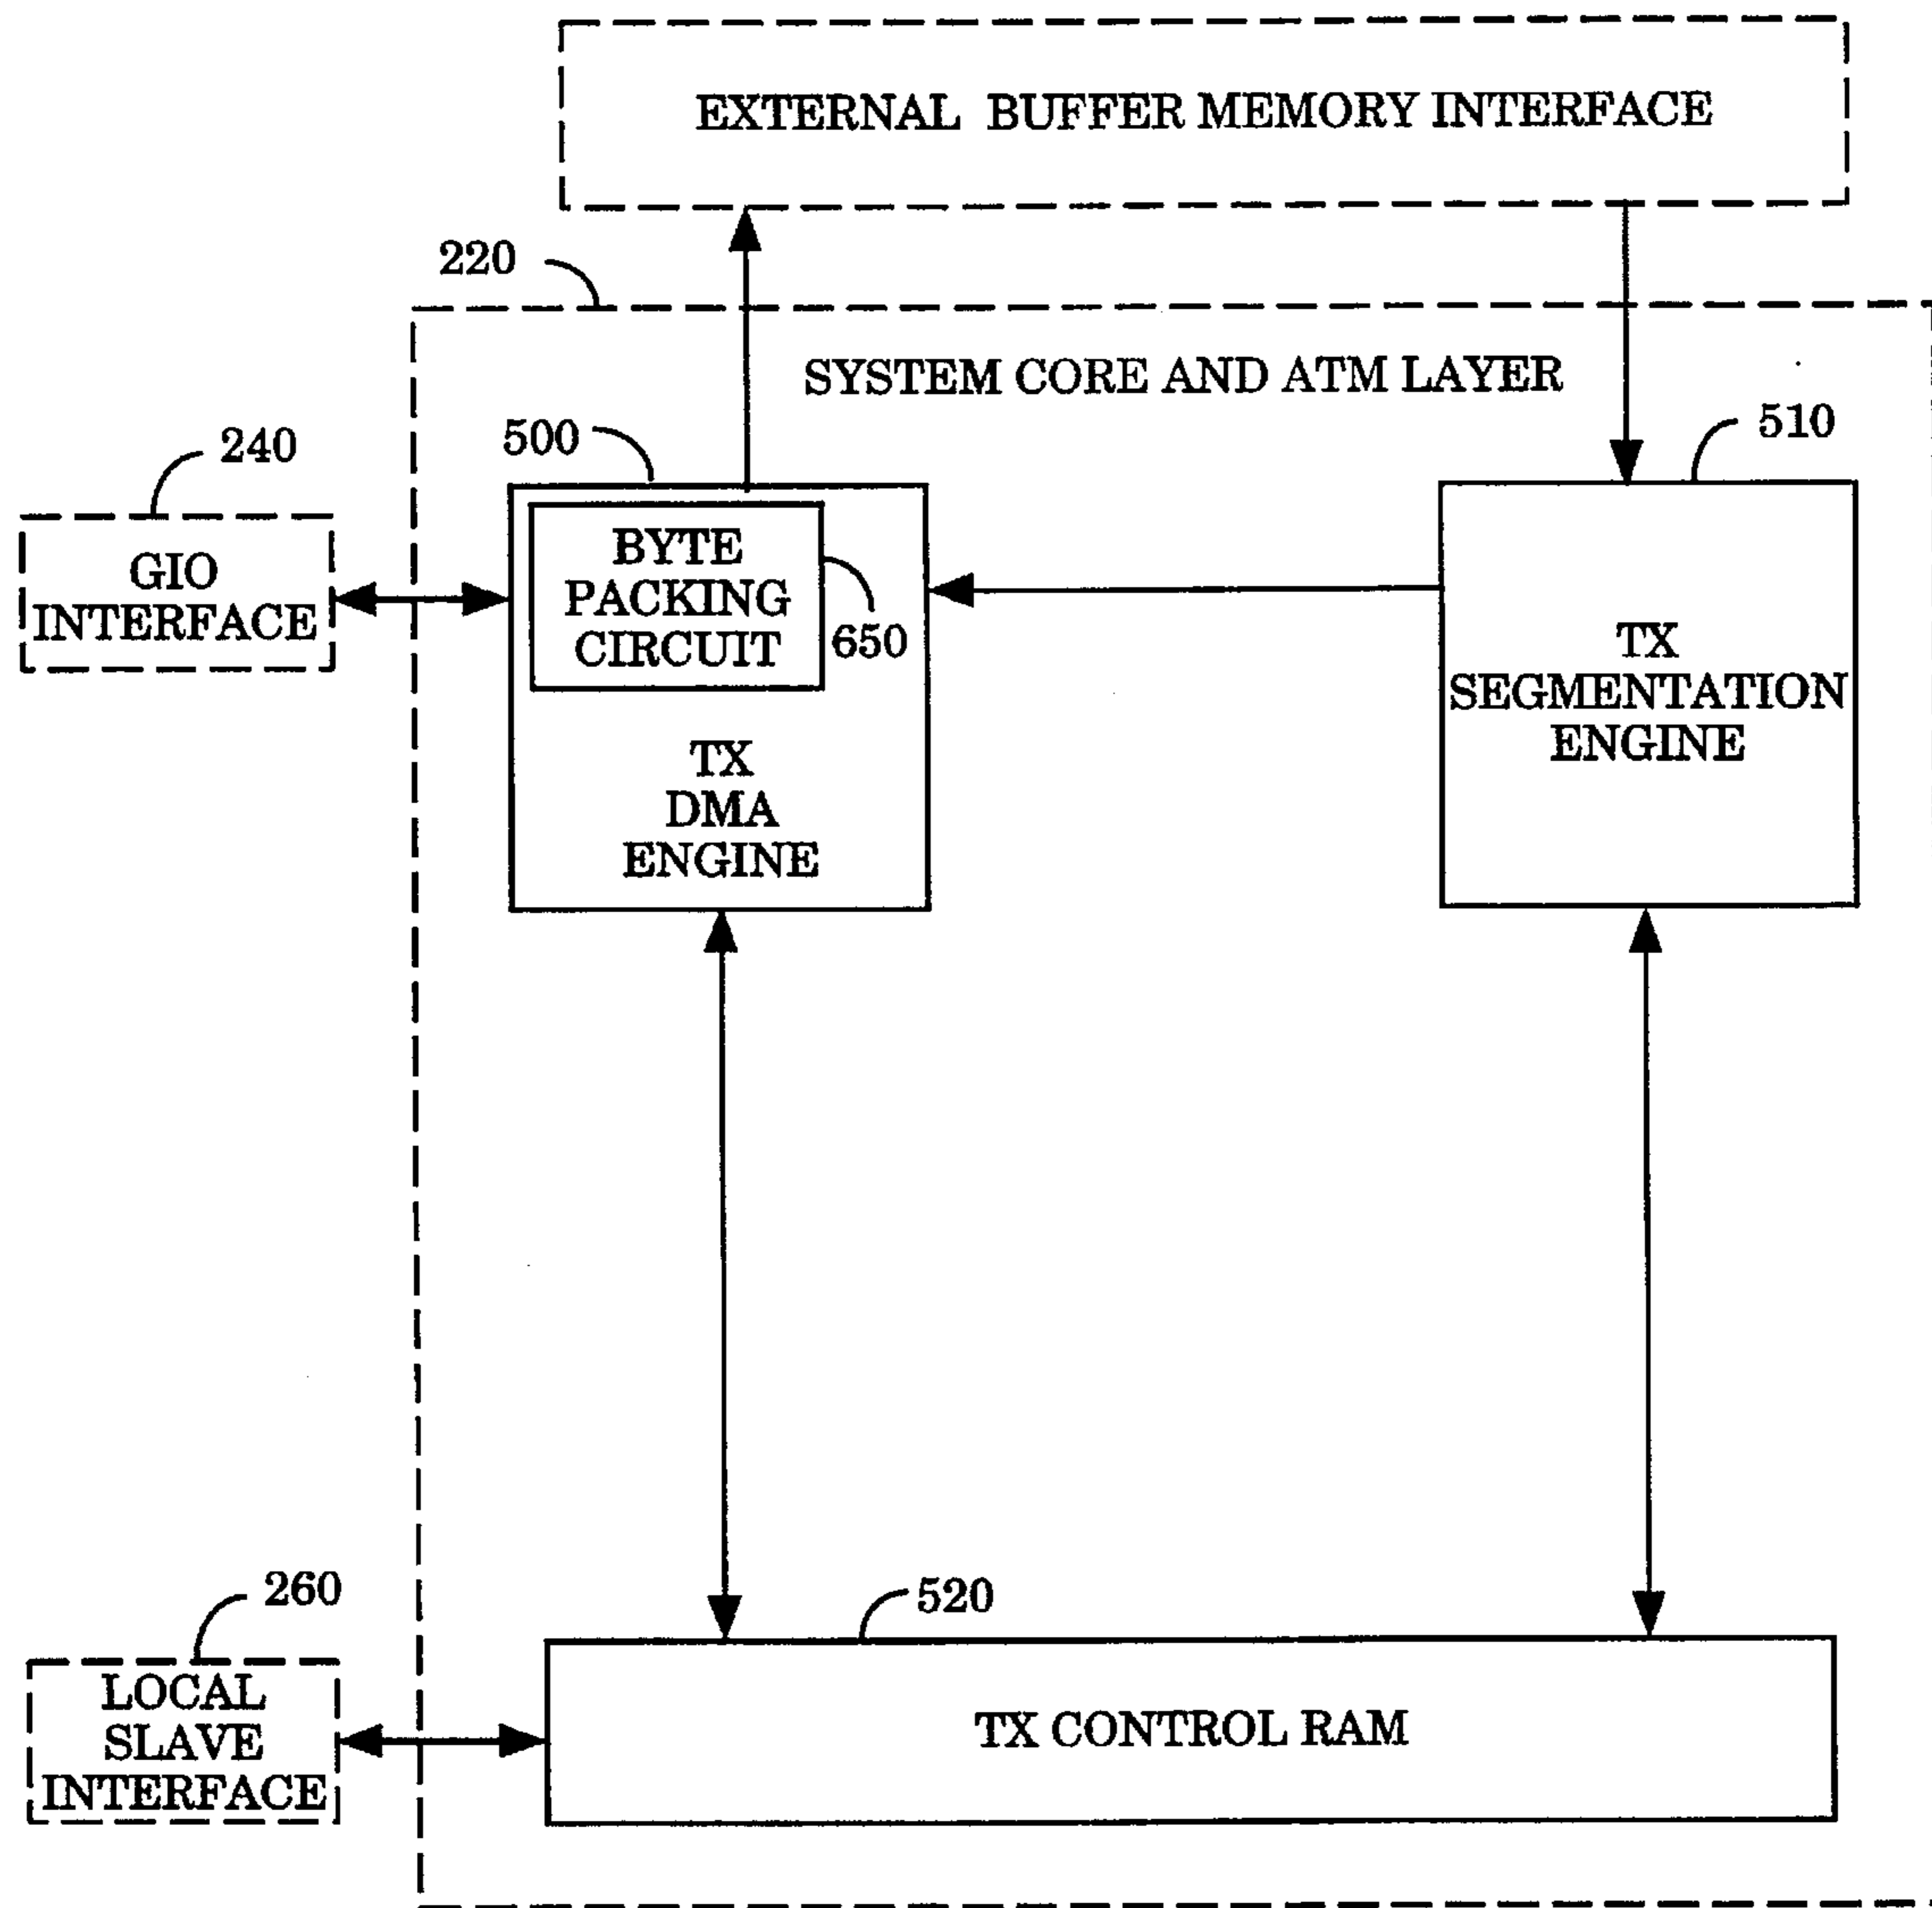 EXTERNAL BUFFER MEMORY INTERFACE
220
SYSTEM CORE AND ATM LAYER
240
500
510
GIO
INTERFACE
BYTE
PACKING
CIRCUIT
650
TX
DMA
ENGINE
TX
SEGMENTATION
ENGINE
260
520
LOCAL
SLAVE
INTERFACE
TX CONTROL RAM